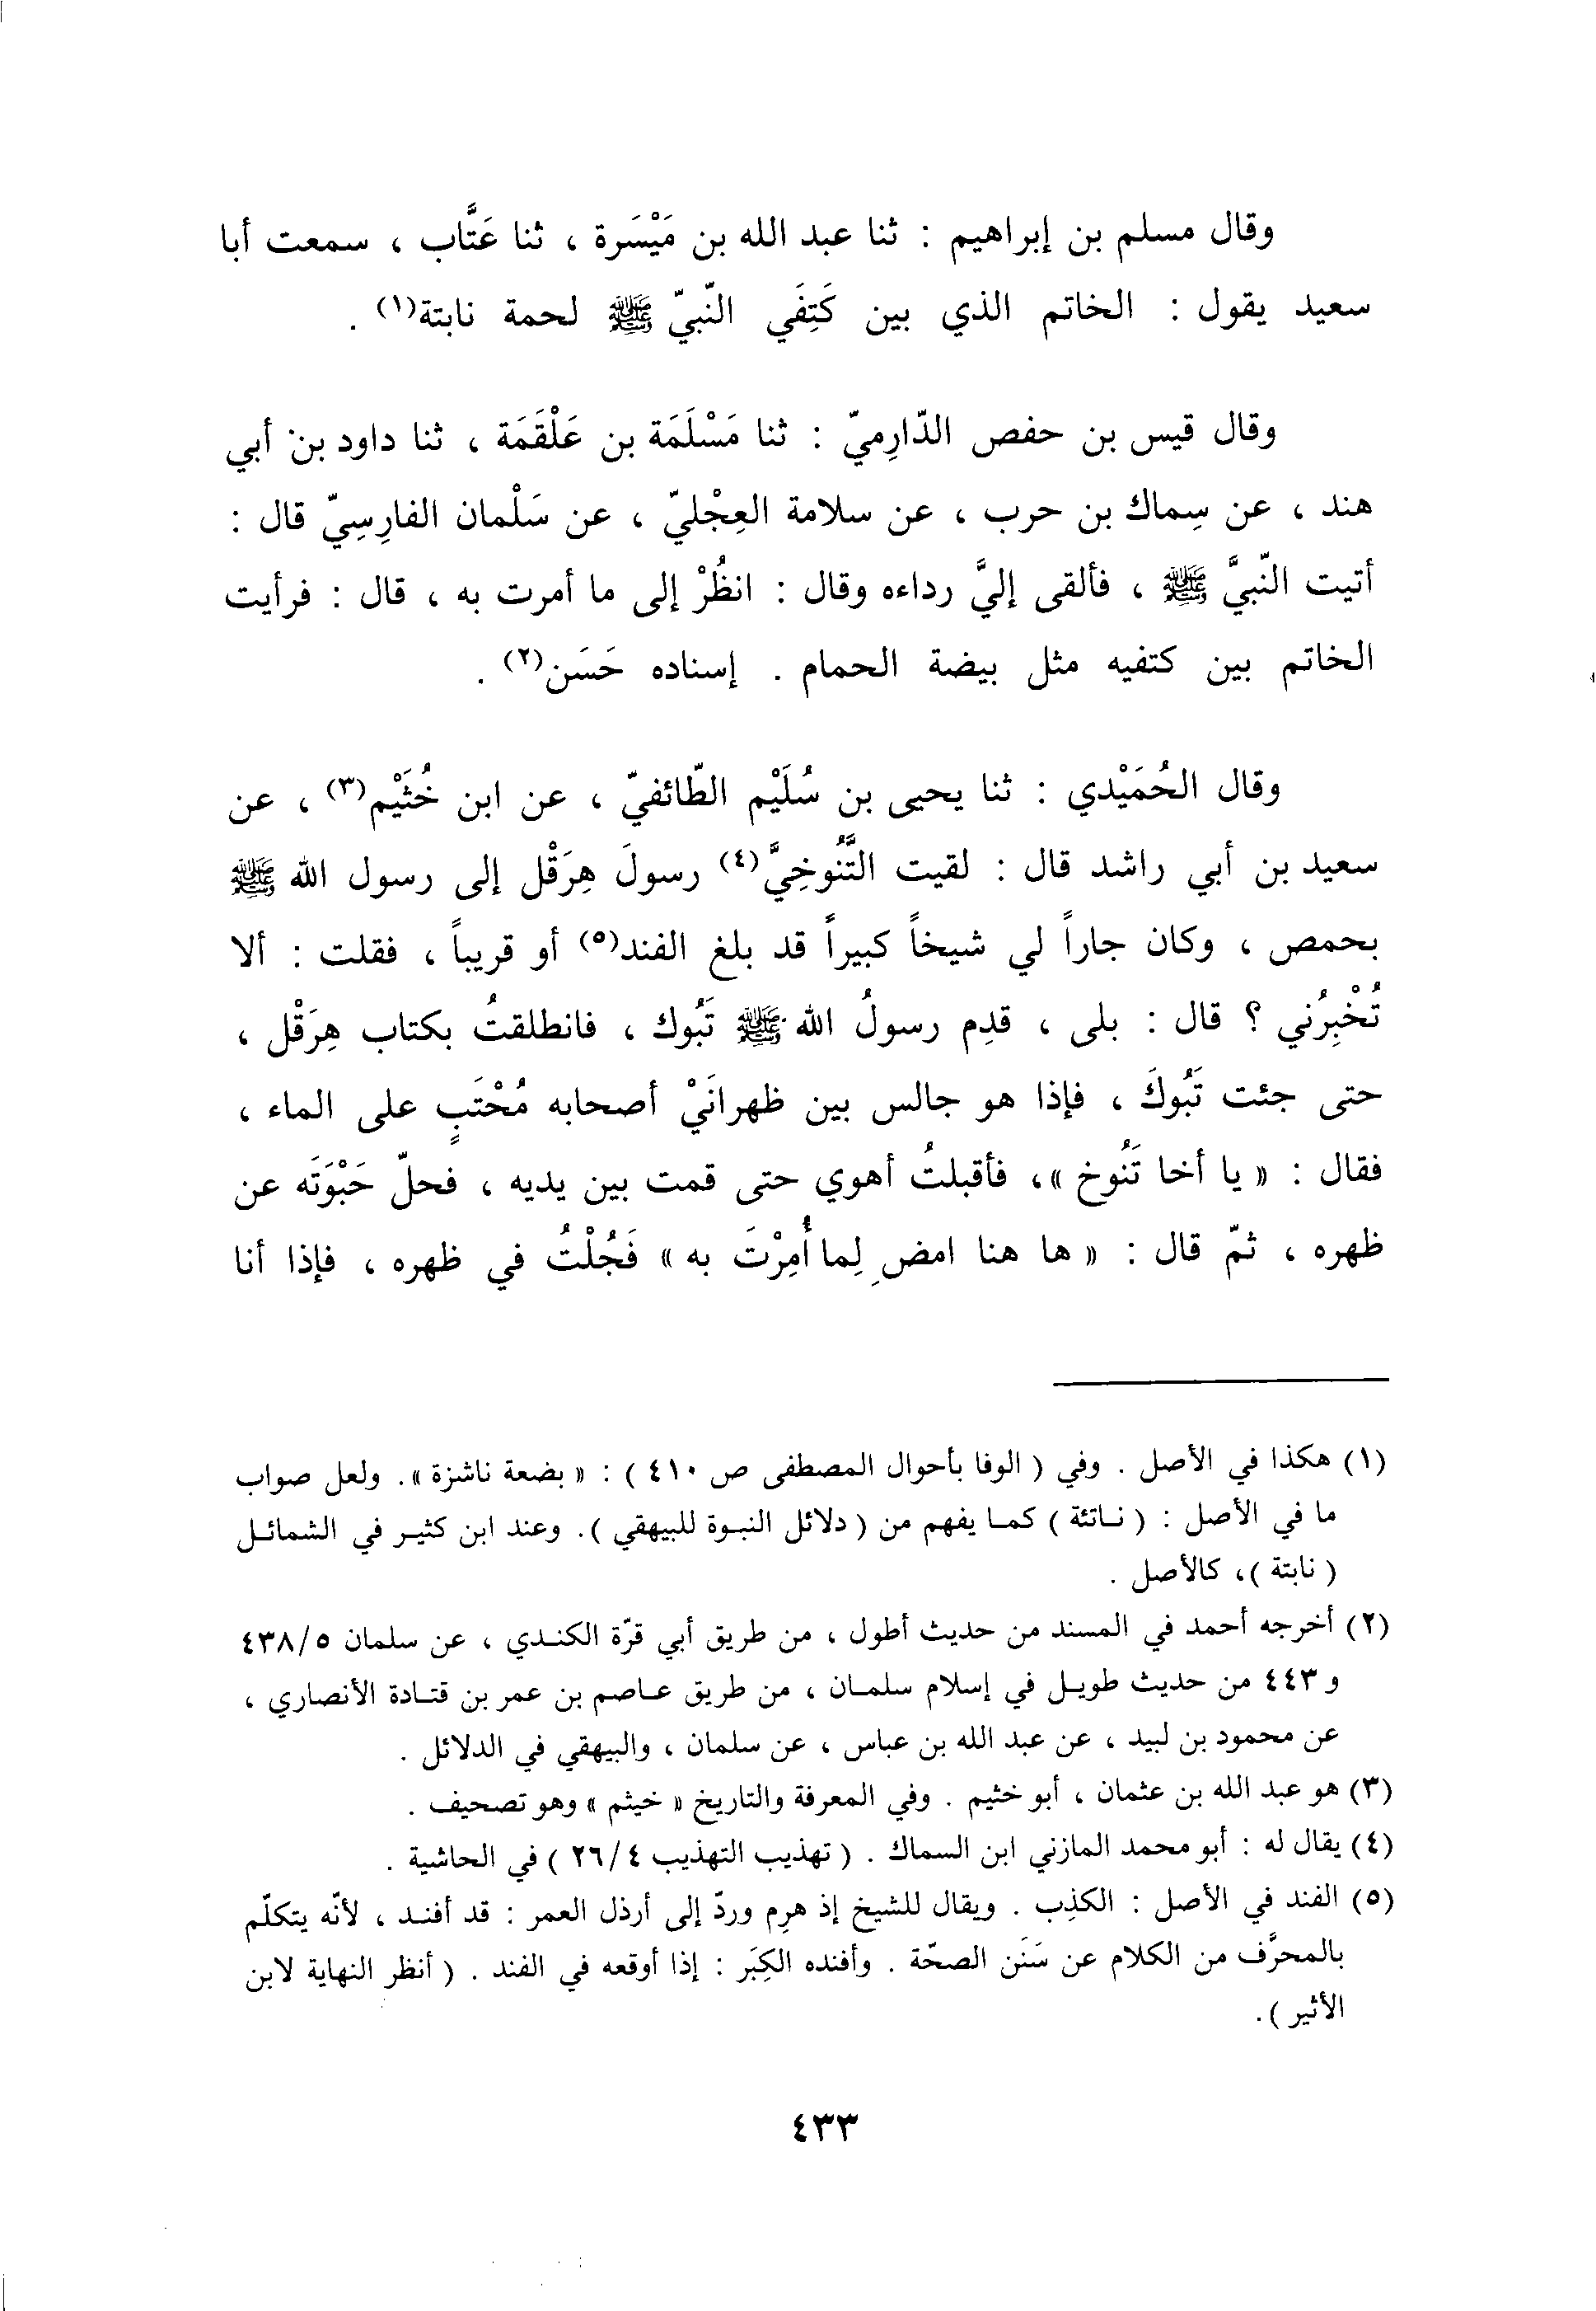 وقال مسلم بن إبراهيم : ثنا عبد الله بن مَيْسَرة ، ثنا عَتَّاب ، سمعت أبا
سعيد يقول : الخاتم الذي بين كَتِفَي النّبيّ ﷺ لحمة نابتة(١) .
وقال قيس بن حفص الدّارِميّ : ثنا مَسْلَمَة بن عَلْقَمَة ، ثنا داود بن أبي
هند ، عن سِماك بن حرب ، عن سلامة العِجْليّ ، عن سَلْمان الفارِسِيّ قال :
أتيت النّبيَّ ﷺ ، فألقى إليَّ رداءه وقال : انظُرْ إلى ما أمرت به ، قال : فرأيت
الخاتم بين كتفيه مثل بيضة الحمام . إسناده حَسَن(٢) .
وقال الحُمَيْدي : ثنا يحيى بن سُلَيْم الطّائفيّ ، عن ابن خُثَيْم(٣) ، عن
سعيد بن أبي راشد قال : لقيت التَّنُوخِيَّ(٤) رسولَ هِرَقْل إلى رسول الله ﷺ
بحمص ، وكان جاراً لي شيخاً كبيراً قد بلغ الفند(٥) أو قريباً ، فقلت : ألا
تُخْبِرُني ؟ قال : بلى ، قدِم رسولُ الله ﷺ تَبُوك ، فانطلقتُ بكتاب هِرَقْل ،
حتى جئت تَبُوكَ ، فإذا هو جالس بين ظهرانَيْ أصحابه مُحْتَبٍ على الماء ،
فقال : « يا أخا تَنُوخ »، فأقبلتُ أهوي حتى قمت بين يديه ، فحلّ حَبْوَتَه عن
ظهره ، ثمّ قال : « ها هنا امضِ لِما أُمِرْتَ به » فَجُلْتُ في ظهره ، فإذا أنا
(١) هكذا في الأصل . وفي ( الوفا بأحوال المصطفى ص ٤١٠ ) : « بضعة ناشزة ». ولعل صواب
ما في الأصل : ( ناتئة ) كما يفهم من ( دلائل النبوة للبيهقي ). وعند ابن كثير في الشمائل
( نابتة )، كالأصل .
(٢) أخرجه أحمد في المسند من حديث أطول ، من طريق أبي قرّة الكندي ، عن سلمان ٤٣٨/٥
و ٤٤٣ من حديث طويل في إسلام سلمان ، من طريق عاصم بن عمر بن قتادة الأنصاري ،
عن محمود بن لبيد ، عن عبد الله بن عباس ، عن سلمان ، والبيهقي في الدلائل .
(٣) هو عبد الله بن عثمان ، أبو خثيم . وفي المعرفة والتاريخ « خيثم » وهو تصحيف .
(٤) يقال له : أبو محمد المازني ابن السماك . ( تهذيب التهذيب ٢٦/٤ ) في الحاشية .
(٥) الفند في الأصل : الكذِب . ويقال للشيخ إذ هرِم وردّ إلى أرذل العمر : قد أفند ، لأنّه يتكلّم
بالمحرَّف من الكلام عن سَنَن الصحّة . وأفنده الكِبَر : إذا أوقعه في الفند . ( أنظر النهاية لابن
الأثير ).
٤٣٣